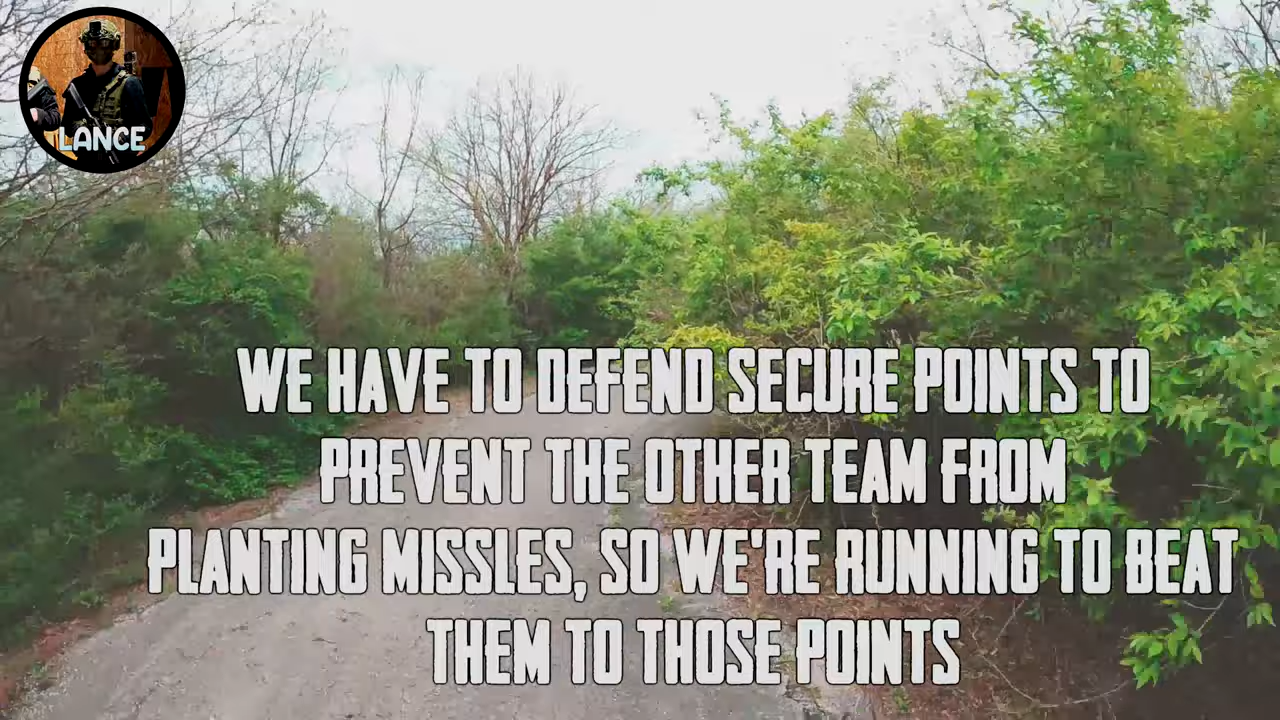 LANCE
WE HAVE TO DEFEND SECURE POINTS TO
PREVENT THE OTHER TEAM FROM
PLANTING MISSLES, SO WE'RE RUNNING TO BEAT
THEM TO THOSE POINTS